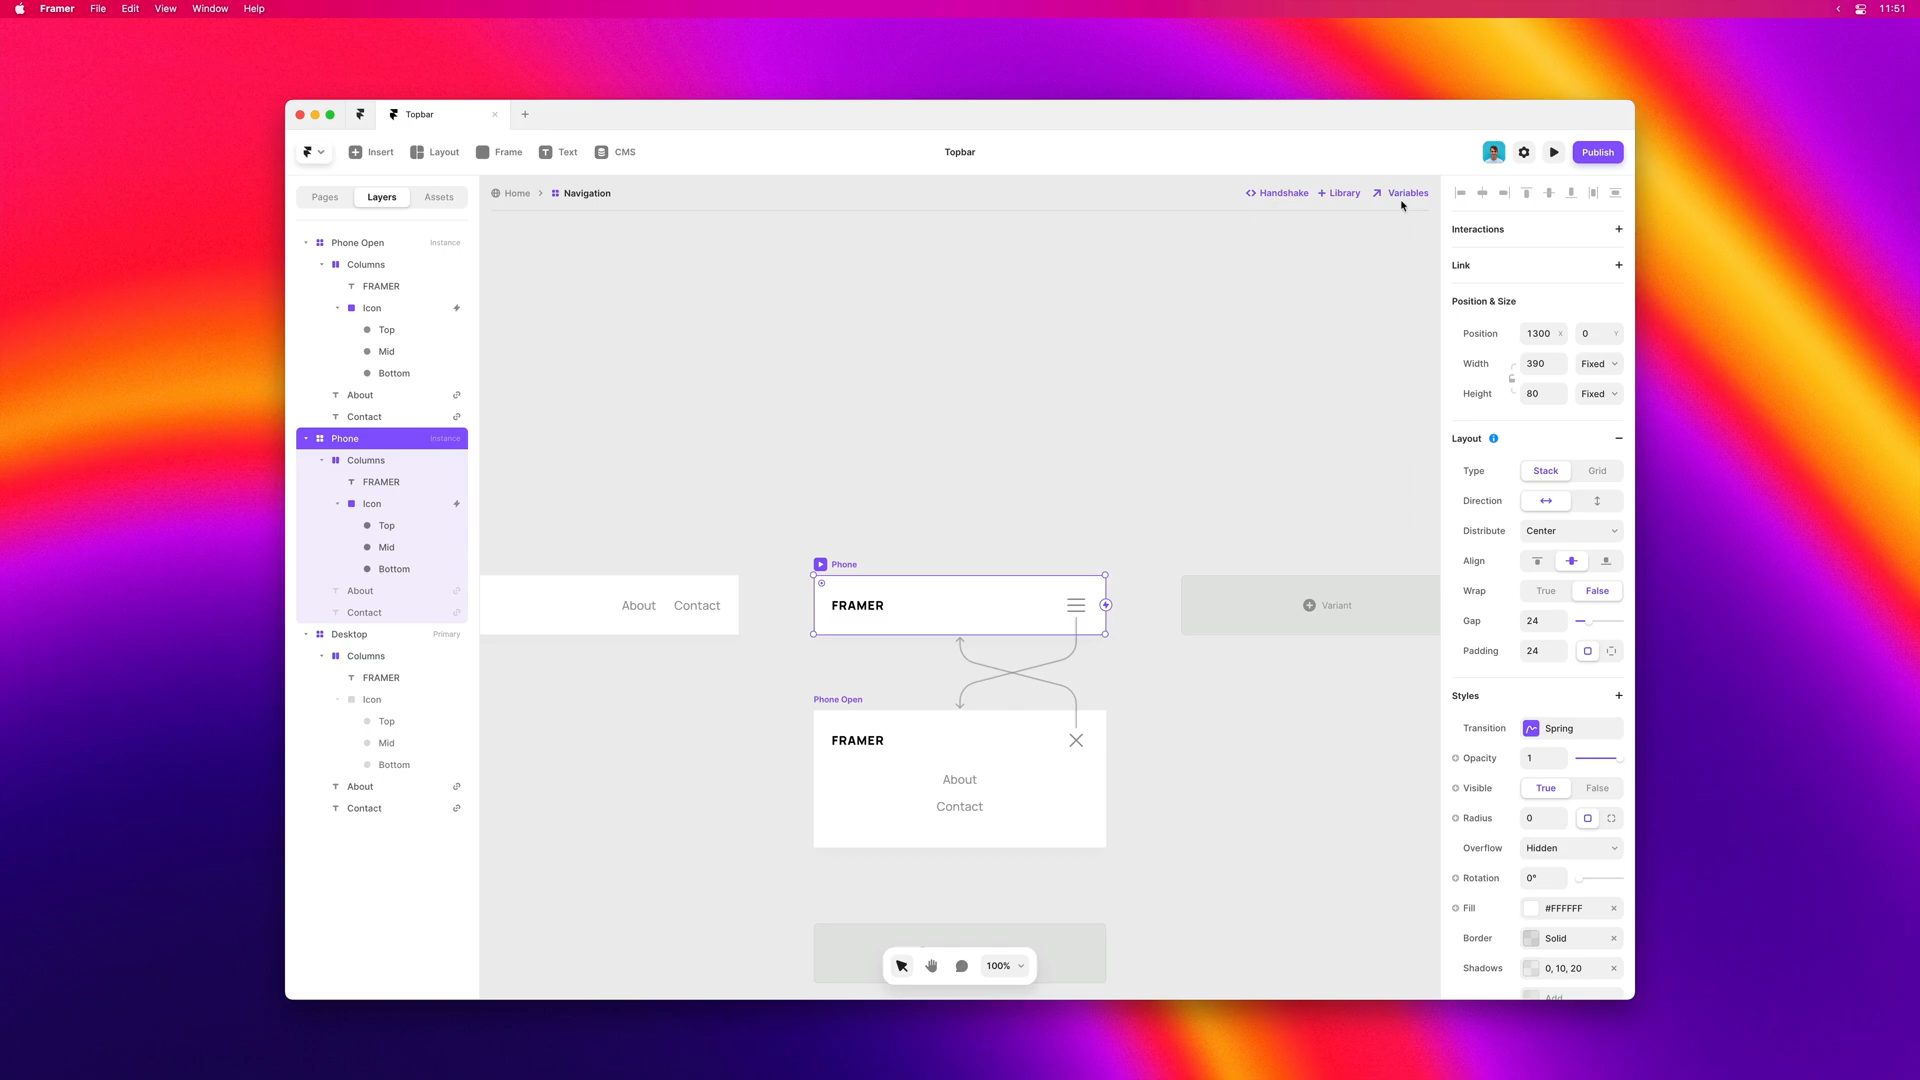 Framer File Edit View Window Help 11:51
Topbar
Insert Layout Frame Text CMS Topbar Publish
Pages Layers Assets
Home Navigation Handshake Library Variables
Phone Open Instance
Columns
FRAMER
Icon
Top
Mid
Bottom
About
Contact
Phone Instance
Columns
FRAMER
Icon
Top
Mid
Bottom
About
Contact
Desktop Primary
Columns
FRAMER
Icon
Top
Mid
Bottom
About
Contact
About Contact
Phone
FRAMER
Variant
Phone Open
FRAMER
About
Contact
100%
Interactions
Link
Position & Size
Position 1300 X 0 Y
Width 390 Fixed
Height 80 Fixed
Layout
Type Stack Grid
Direction
Distribute Center
Align
Wrap True False
Gap 24
Padding 24
Styles
Transition Spring
Opacity 1
Visible True False
Radius 0
Overflow Hidden
Rotation 0°
Fill #FFFFFF
Border Solid
Shadows 0, 10, 20
Add